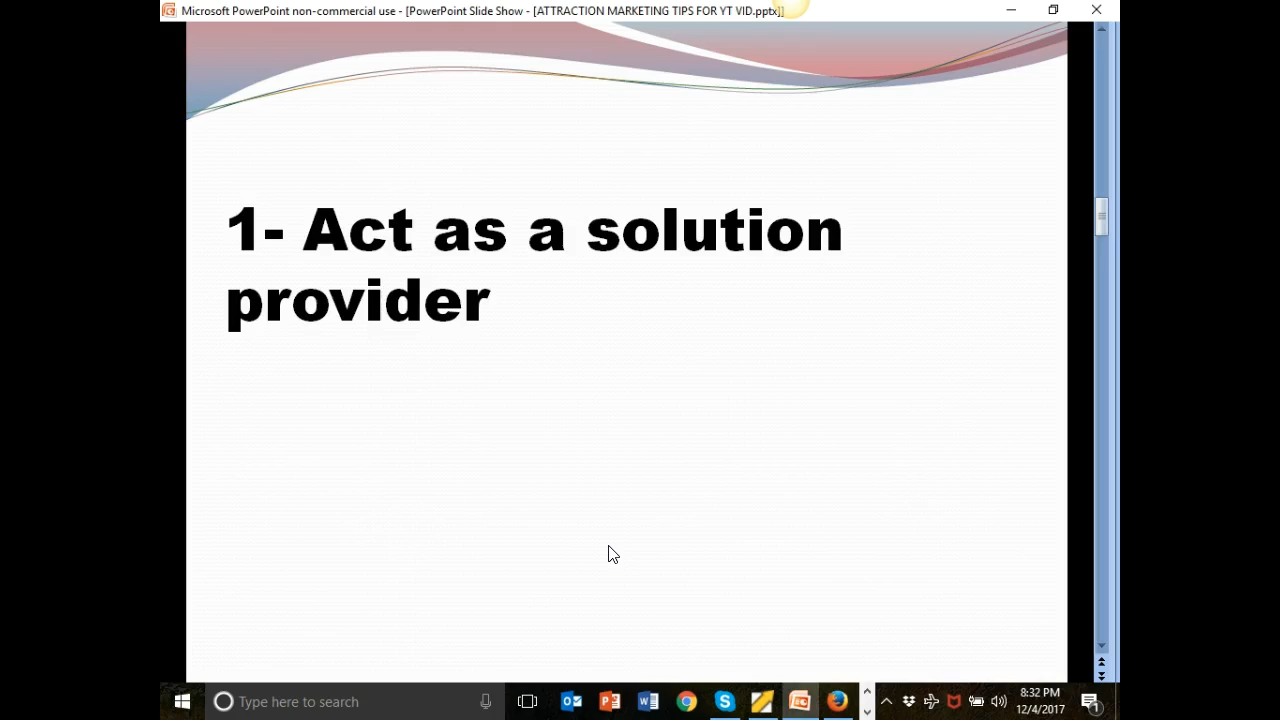 Microsoft PowerPoint non-commercial use - [PowerPoint Slide Show - [ATTRACTION MARKETING TIPS FOR YT VID.pptx]]
1- Act as a solution
provider
Type here to search
8:32 PM
12/4/2017
1